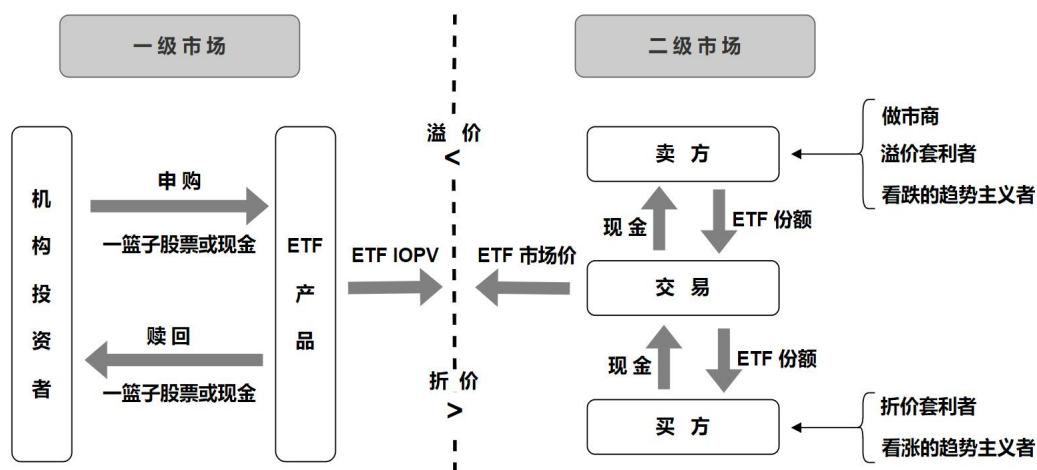 一级市场
二级市场
机构投资者
申购
一篮子股票或现金
赎回
一篮子股票或现金
ETF
产
品
ETF IOPV
溢 价
<
折 价
>
ETF 市场价
卖 方
现金
ETF 份额
交 易
现金
ETF 份额
买 方
做市商
溢价套利者
看跌的趋势主义者
折价套利者
看涨的趋势主义者